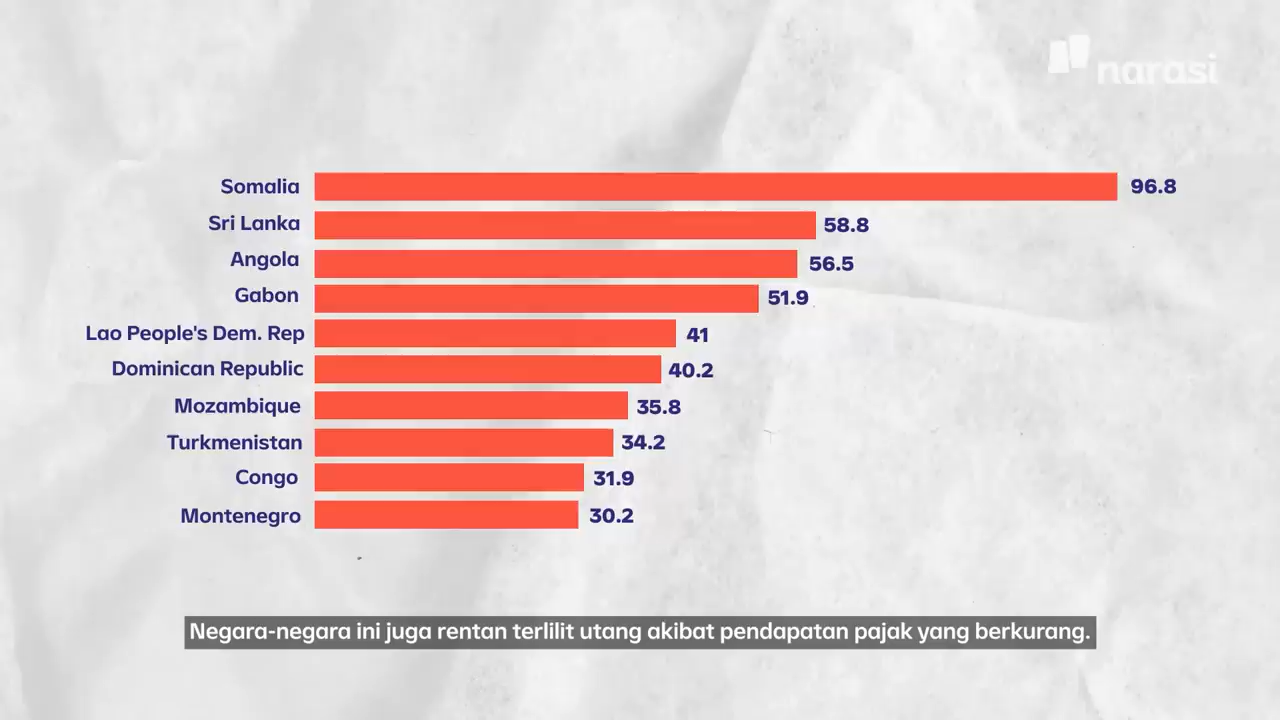 narasi
Somalia 96.8
Sri Lanka 58.8
Angola 56.5
Gabon 51.9
Lao People's Dem. Rep 41
Dominican Republic 40.2
Mozambique 35.8
Turkmenistan 34.2
Congo 31.9
Montenegro 30.2
Negara-negara ini juga rentan terlilit utang akibat pendapatan pajak yang berkurang.